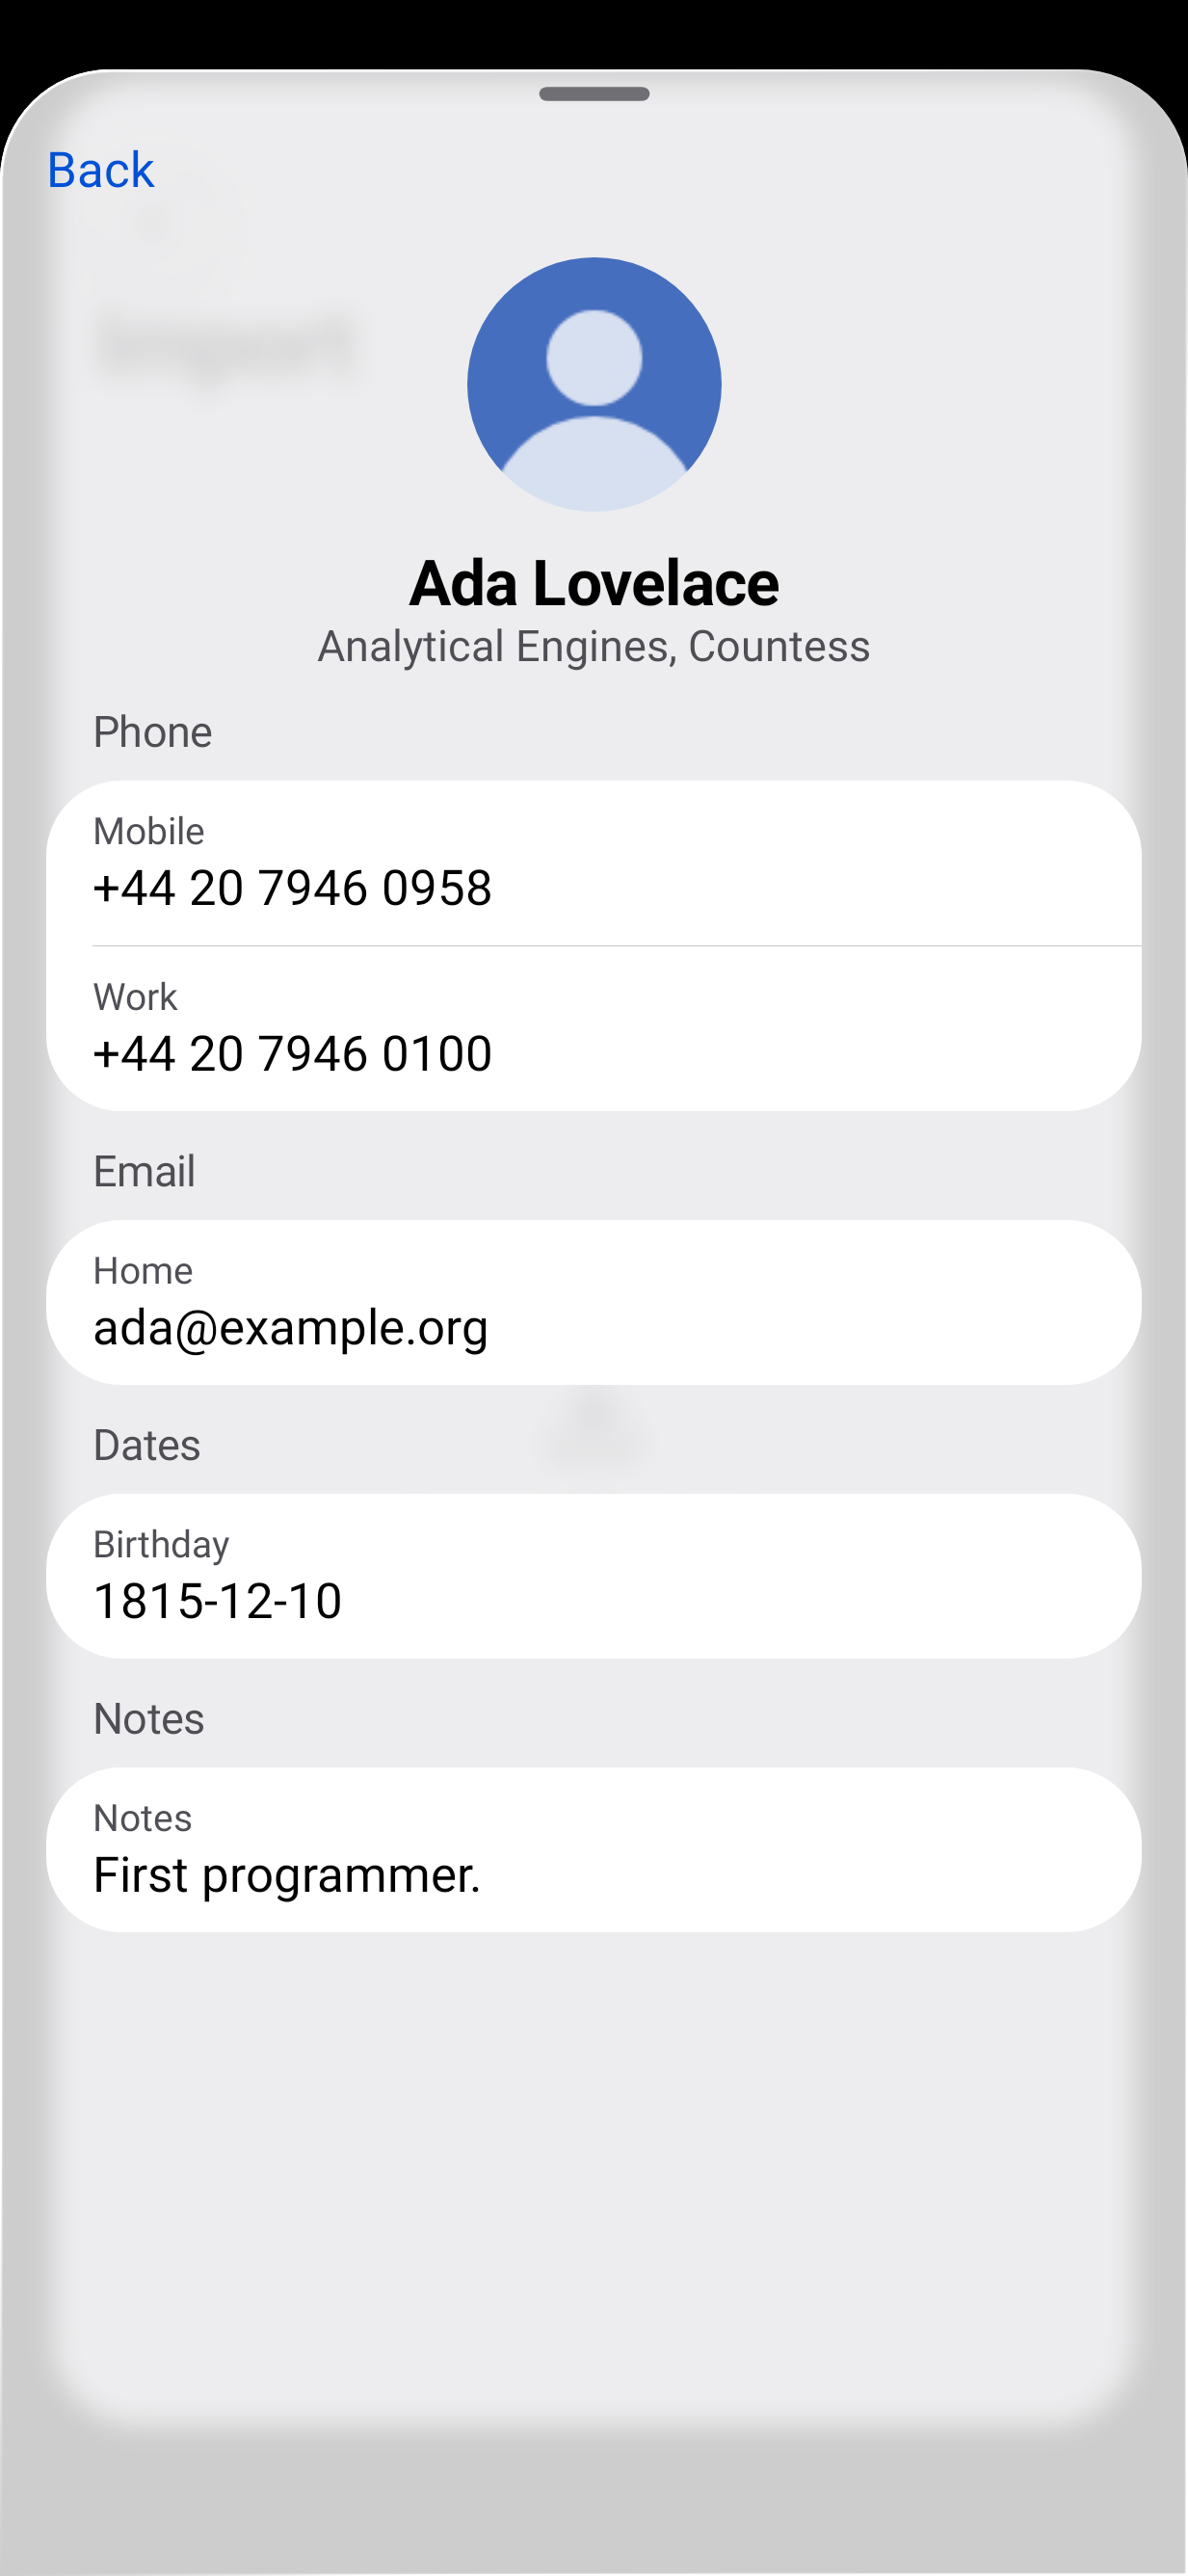 Back
Import
Ada Lovelace
Analytical Engines, Countess
Phone
Mobile
+44 20 7946 0958
Work
+44 20 7946 0100
Email
Home
ada@example.org
Dates
Birthday
1815-12-10
Notes
Notes
First programmer.